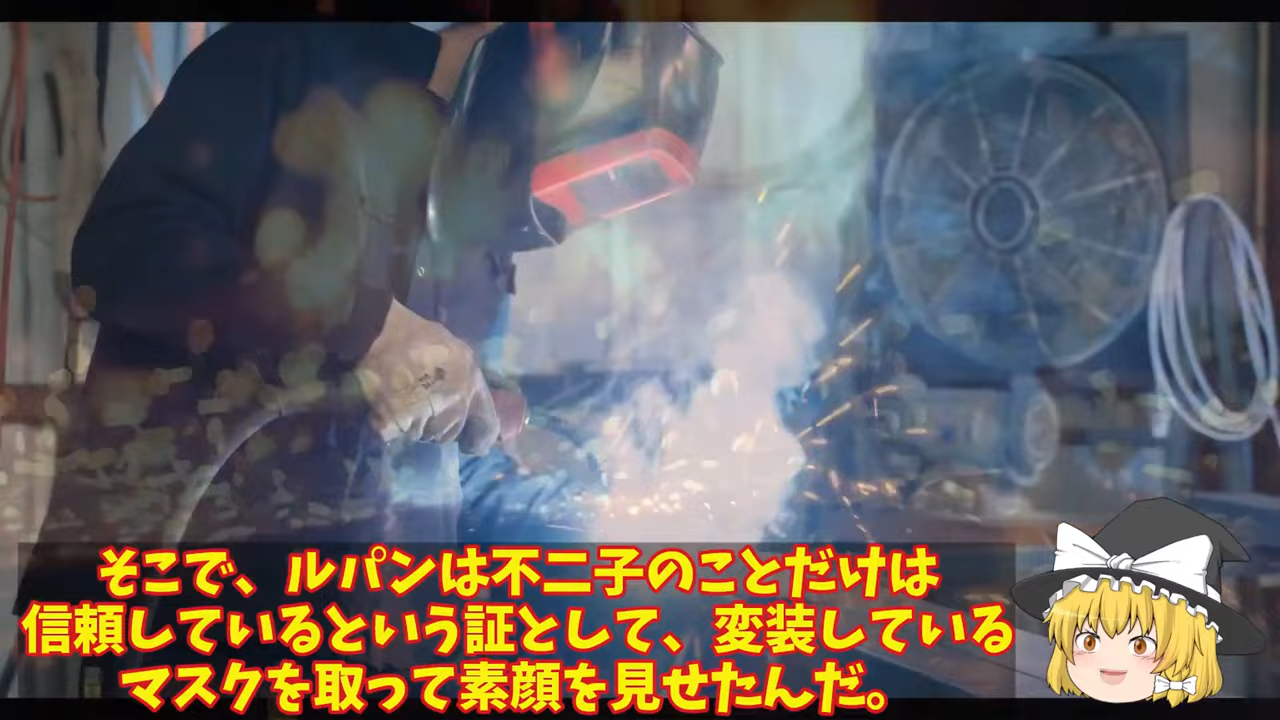 そこで、ルパンは不二子のことだけは
信頼しているという証として、変装している
マスクを取って素顔を見せたんだ。